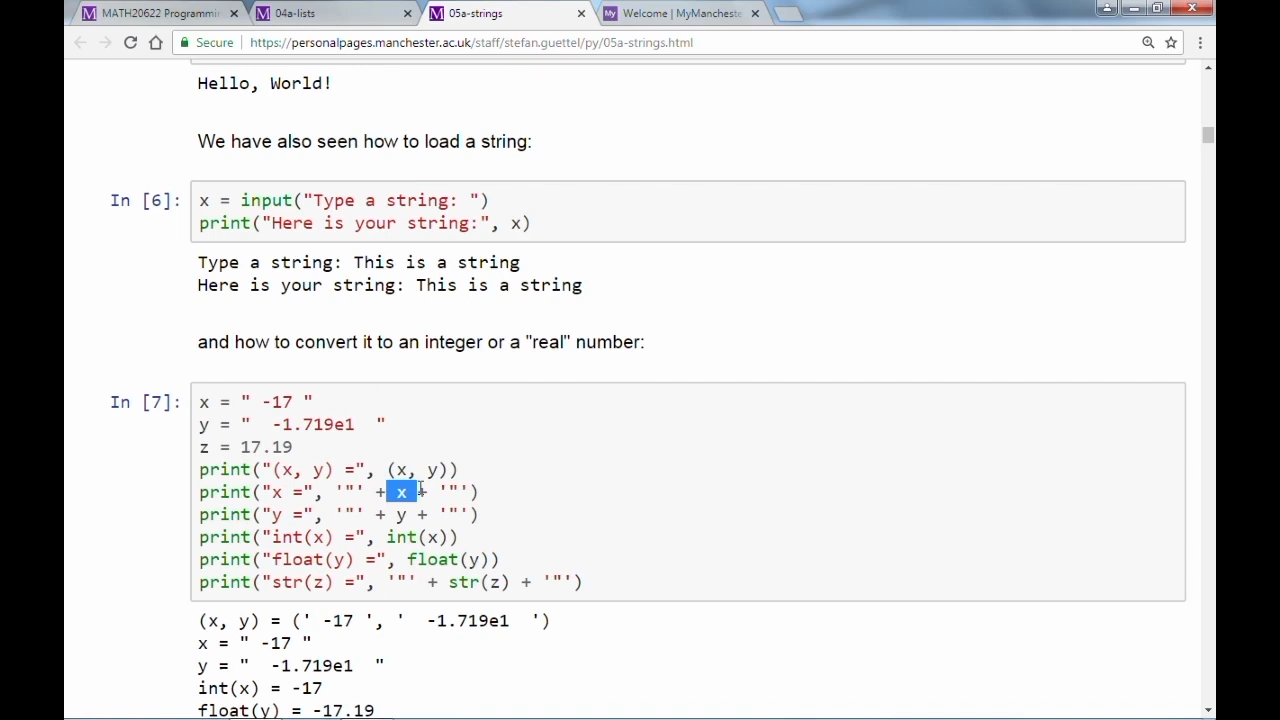 MATH20622 Programmin
04a-lists
05a-strings
Welcome | MyMancheste
Secure
https://personalpages.manchester.ac.uk/staff/stefan.guettel/py/05a-strings.html
Hello, World!
We have also seen how to load a string:
In [6]:
x = input("Type a string: ")
print("Here is your string:", x)
Type a string: This is a string
Here is your string: This is a string
and how to convert it to an integer or a "real" number:
In [7]:
x = " -17 "
y = "  -1.719e1  "
z = 17.19
print("(x, y) =", (x, y))
print("x =", '"' + x + '"')
print("y =", '"' + y + '"')
print("int(x) =", int(x))
print("float(y) =", float(y))
print("str(z) =", '"' + str(z) + '"')
(x, y) = (' -17 ', '  -1.719e1  ')
x = " -17 "
y = "  -1.719e1  "
int(x) = -17
float(y) = -17.19